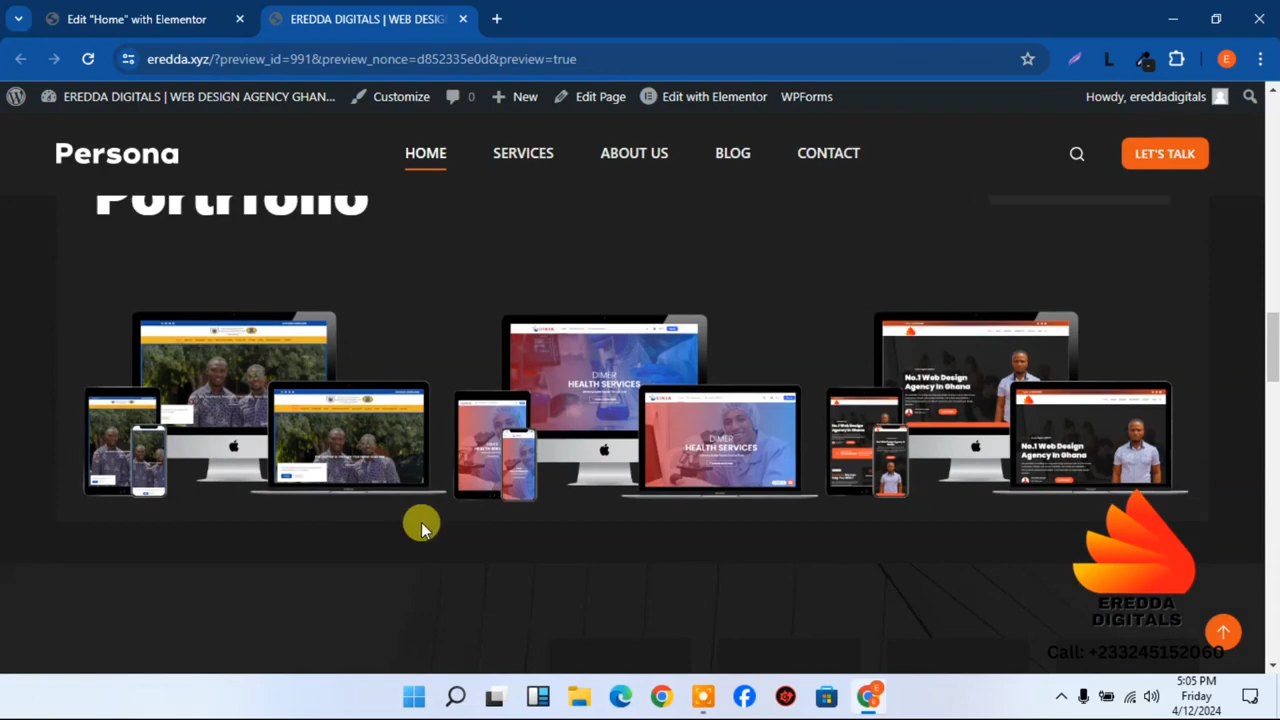 Edit "Home" with Elementor
EREDDA DIGITALS | WEB DESIG
eredda.xyz/?preview_id=991&preview_nonce=d852335e0d&preview=true
L
E
EREDDA DIGITALS | WEB DESIGN AGENCY GHAN...
Customize
0
New
Edit Page
Edit with Elementor
WPForms
Howdy, ereddadigitals
Persona
HOME
SERVICES
ABOUT US
BLOG
CONTACT
LET'S TALK
Portrfolio
DIMER
HEALTH SERVICES
No.1 Web Design
Agency In Ghana
DIMER
HEALTH SERVICES
No.1 Web Design
Agency In Ghana
EREDDA
DIGITALS
Call: +233245152060
5:05 PM
Friday
4/12/2024